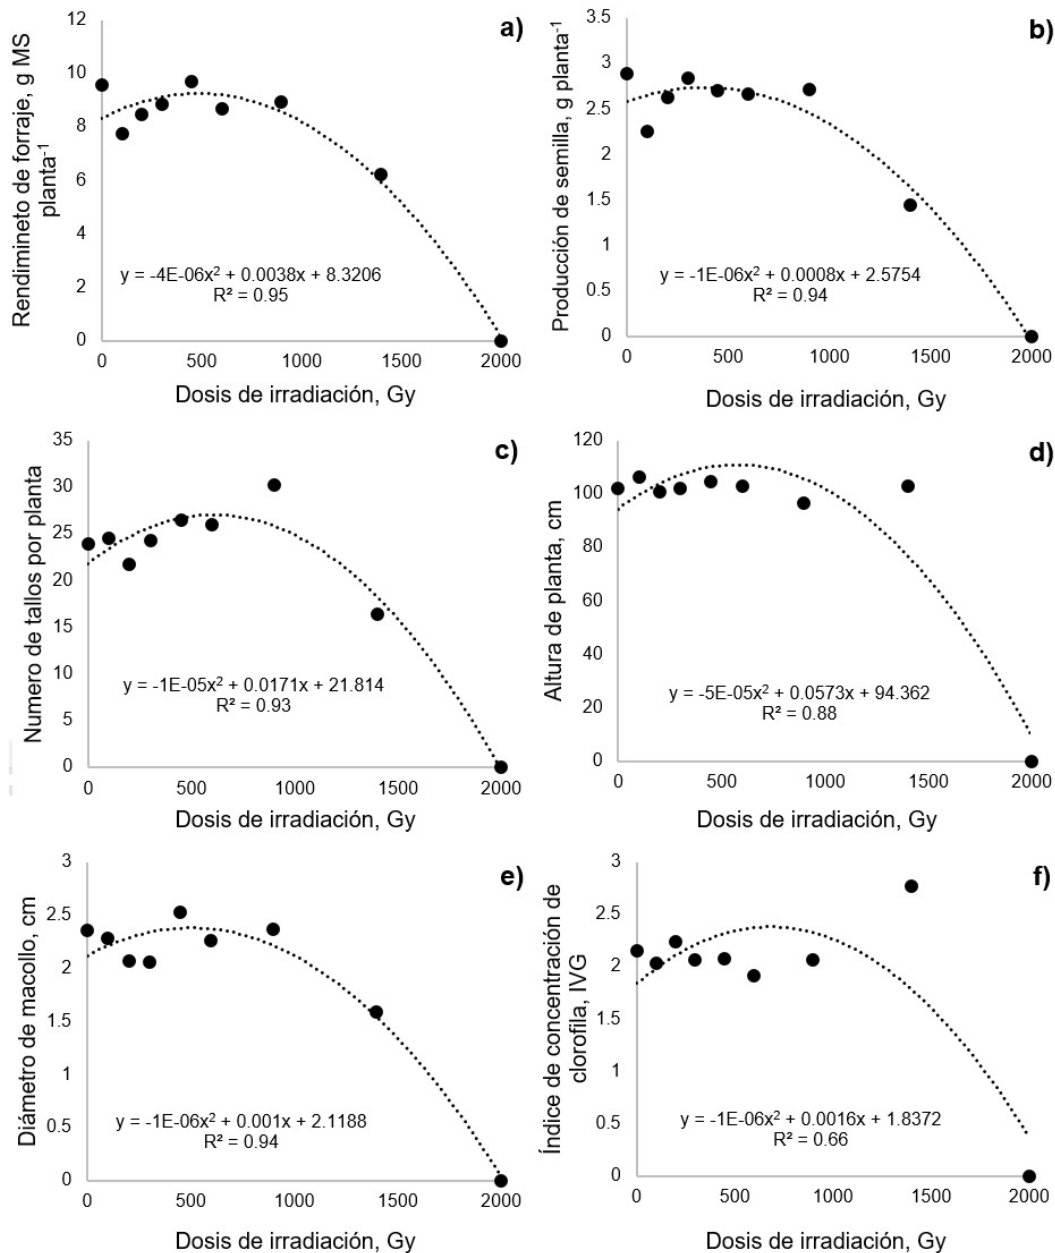 a)
Rendimineto de forraje, g MS
planta⁻¹
12
10
8
6
4
2
0
y = -4E-06x² + 0.0038x + 8.3206
R² = 0.95
0 500 1000 1500 2000
Dosis de irradiación, Gy
b)
Producción de semilla, g planta⁻¹
3.5
3
2.5
2
1.5
1
0.5
0
y = -1E-06x² + 0.0008x + 2.5754
R² = 0.94
0 500 1000 1500 2000
Dosis de irradiación, Gy
c)
Numero de tallos por planta
35
30
25
20
15
10
5
0
y = -1E-05x² + 0.0171x + 21.814
R² = 0.93
0 500 1000 1500 2000
Dosis de irradiación, Gy
d)
Altura de planta, cm
120
100
80
60
40
20
0
y = -5E-05x² + 0.0573x + 94.362
R² = 0.88
0 500 1000 1500 2000
Dosis de irradiación, Gy
e)
Diámetro de macollo, cm
3
2.5
2
1.5
1
0.5
0
y = -1E-06x² + 0.001x + 2.1188
R² = 0.94
0 500 1000 1500 2000
Dosis de irradiación, Gy
f)
Índice de concentración de
clorofila, IVG
3
2.5
2
1.5
1
0.5
0
y = -1E-06x² + 0.0016x + 1.8372
R² = 0.66
0 500 1000 1500 2000
Dosis de irradiación, Gy